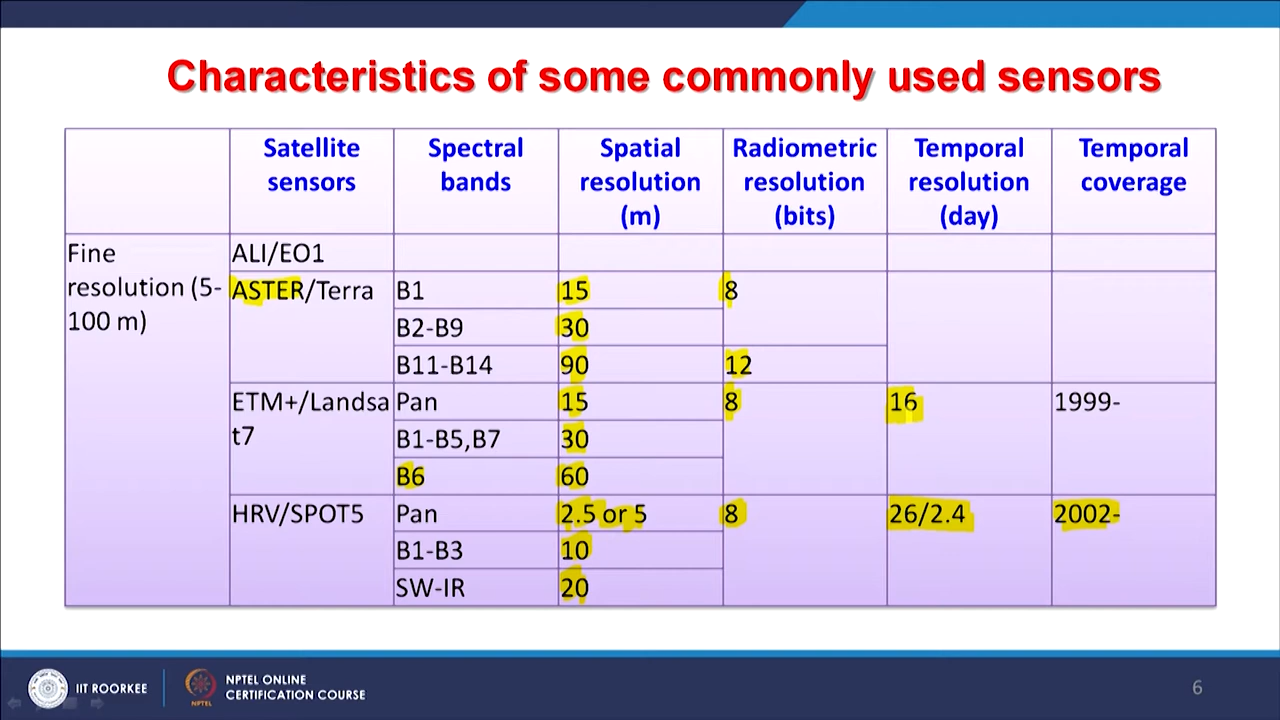 Characteristics of some commonly used sensors
Satellite sensors
Spectral bands
Spatial resolution (m)
Radiometric resolution (bits)
Temporal resolution (day)
Temporal coverage
Fine resolution (5-100 m)
ALI/EO1
ASTER/Terra
B1
15
8
B2-B9
30
B11-B14
90
12
ETM+/Landsat7
Pan
15
8
16
1999-
B1-B5,B7
30
B6
60
HRV/SPOT5
Pan
2.5 or 5
8
26/2.4
2002-
B1-B3
10
SW-IR
20
IIT ROORKEE
NPTEL
NPTEL ONLINE
CERTIFICATION COURSE
6